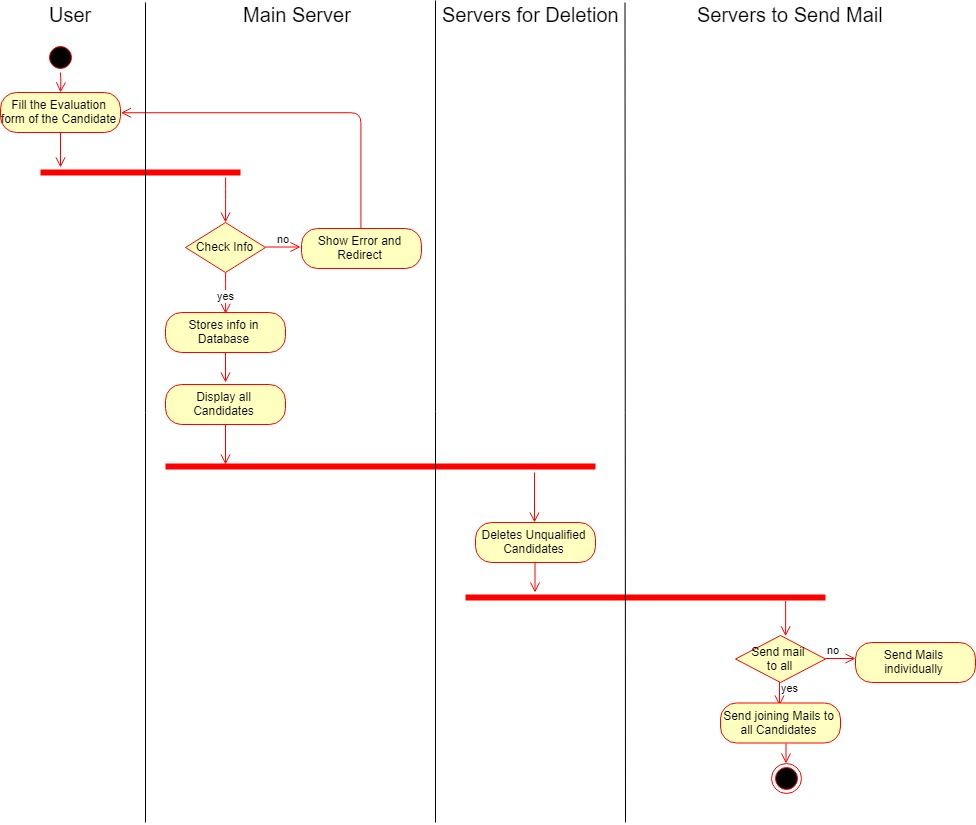 User
Main Server
Servers for Deletion
Servers to Send Mail
Fill the Evaluation
form of the Candidate
Check Info
no
Show Error and
Redirect
yes
Stores info in
Database
Display all
Candidates
Deletes Unqualified
Candidates
Send mail
to all
no
Send Mails
individually
yes
Send joining Mails to
all Candidates